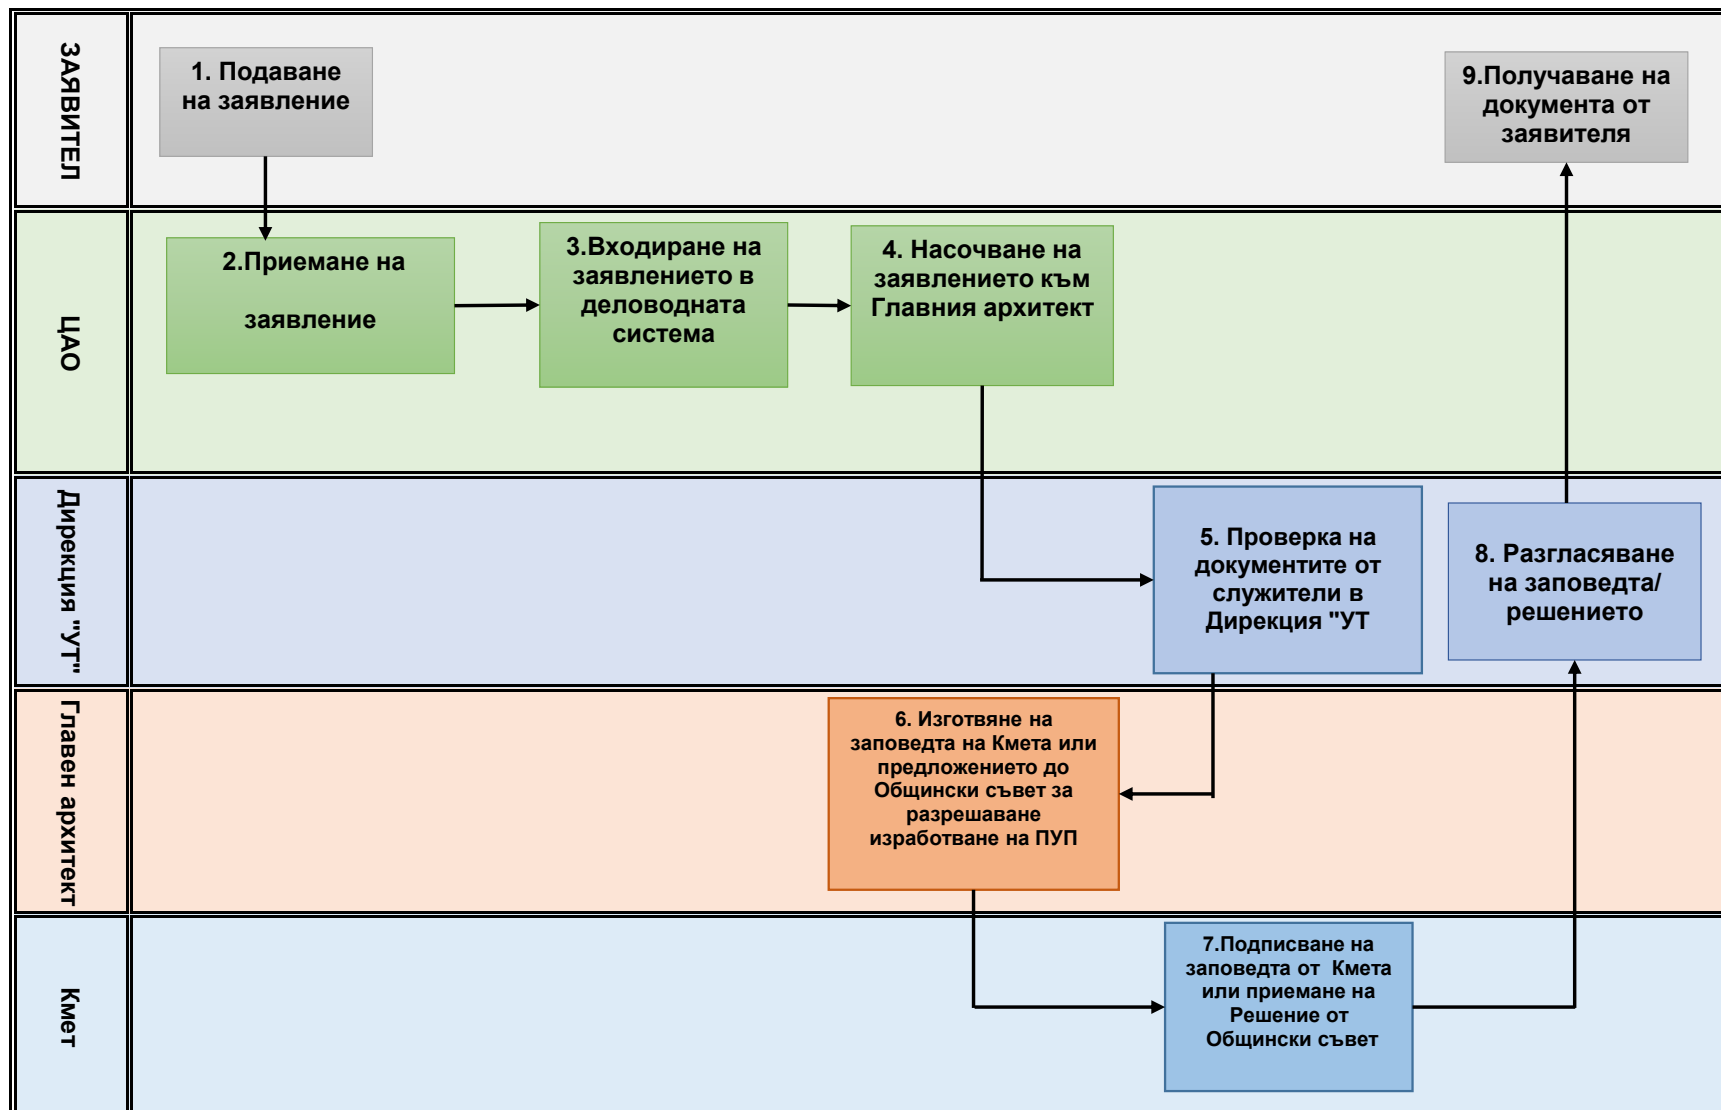 ЗАЯВИТЕЛ
1. Подаване
на заявление
9.Получаване на
документа от
заявителя
ЦАО
2.Приемане на
заявление
3.Входиране на
заявлението в
деловодната
система
4. Насочване на
заявлението към
Главния архитект
Дирекция "УТ"
5. Проверка на
документите от
служители в
Дирекция "УТ
8. Разгласяване
на заповедта/
решението
Главен архитект
6. Изготвяне на
заповедта на Кмета или
предложението до
Общински съвет за
разрешаване
изработване на ПУП
Кмет
7.Подписване на
заповедта от Кмета
или приемане на
Решение от
Общински съвет